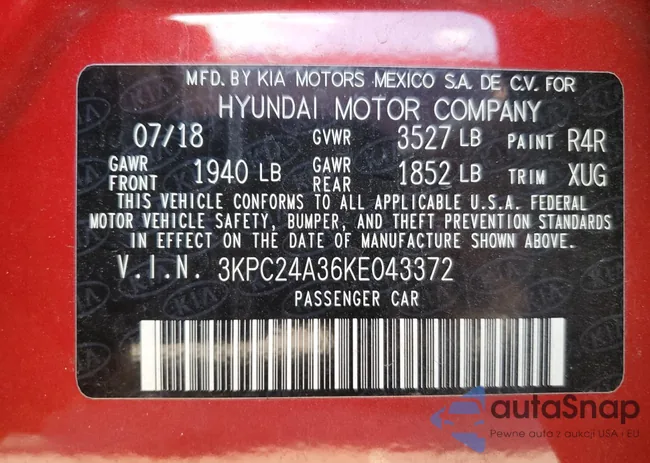 MFD. BY KIA MOTORS MEXICO S.A. DE C.V. FOR
HYUNDAI MOTOR COMPANY
07/18 GVWR 3527 LB PAINT R4R
GAWR FRONT 1940 LB GAWR REAR 1852 LB TRIM XUG
THIS VEHICLE CONFORMS TO ALL APPLICABLE U.S.A. FEDERAL
MOTOR VEHICLE SAFETY, BUMPER, AND THEFT PREVENTION STANDARDS
IN EFFECT ON THE DATE OF MANUFACTURE SHOWN ABOVE.
V.I.N. 3KPC24A36KE043372
PASSENGER CAR
autaSnap
Pewne auta z aukcji USA i EU